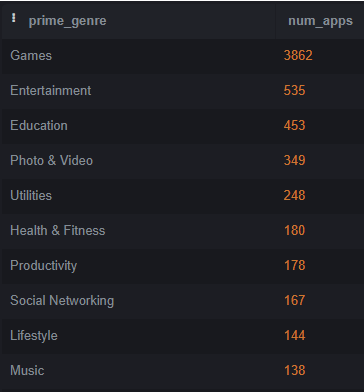 prime_genre num_apps
Games 3862
Entertainment 535
Education 453
Photo & Video 349
Utilities 248
Health & Fitness 180
Productivity 178
Social Networking 167
Lifestyle 144
Music 138